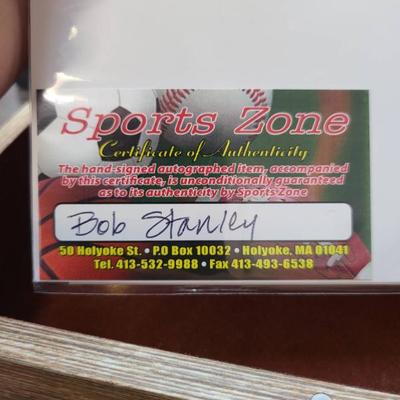 Sports Zone
Certificate of Authenticity
The hand-signed autographed item, accompanied
by this certificate, is unconditionally guaranteed
as to its authenticity by Sports Zone
Bob Stanley
50 Holyoke St. • P.O Box 10032 • Holyoke, MA 01041
Tel. 413-532-9988 • Fax 413-493-6538